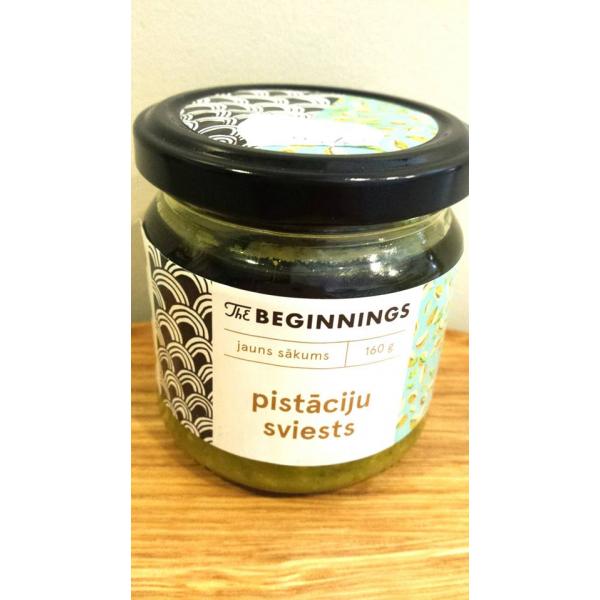 The BEGINNINGS
jauns sākums 160 g
pistāciju
sviests